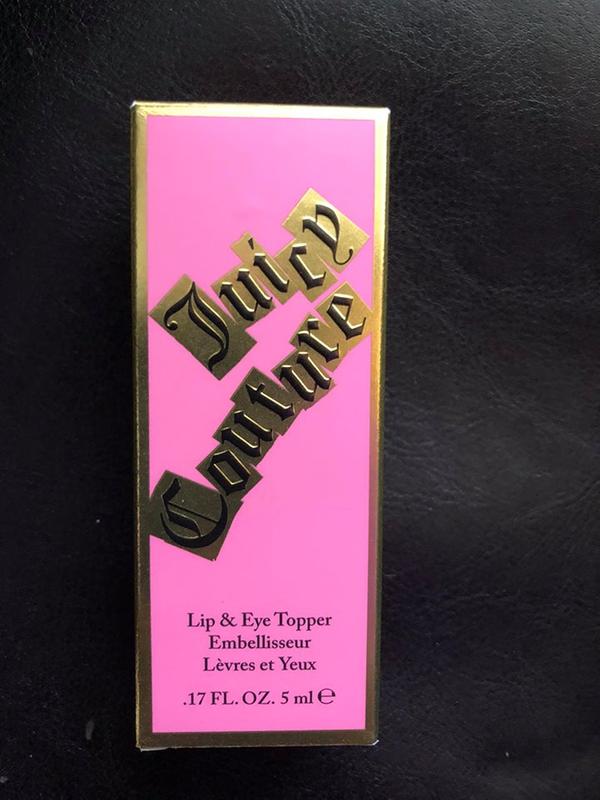 Juicy
Couture
Lip & Eye Topper
Embellisseur
Lèvres et Yeux
.17 FL. OZ. 5 ml ℮